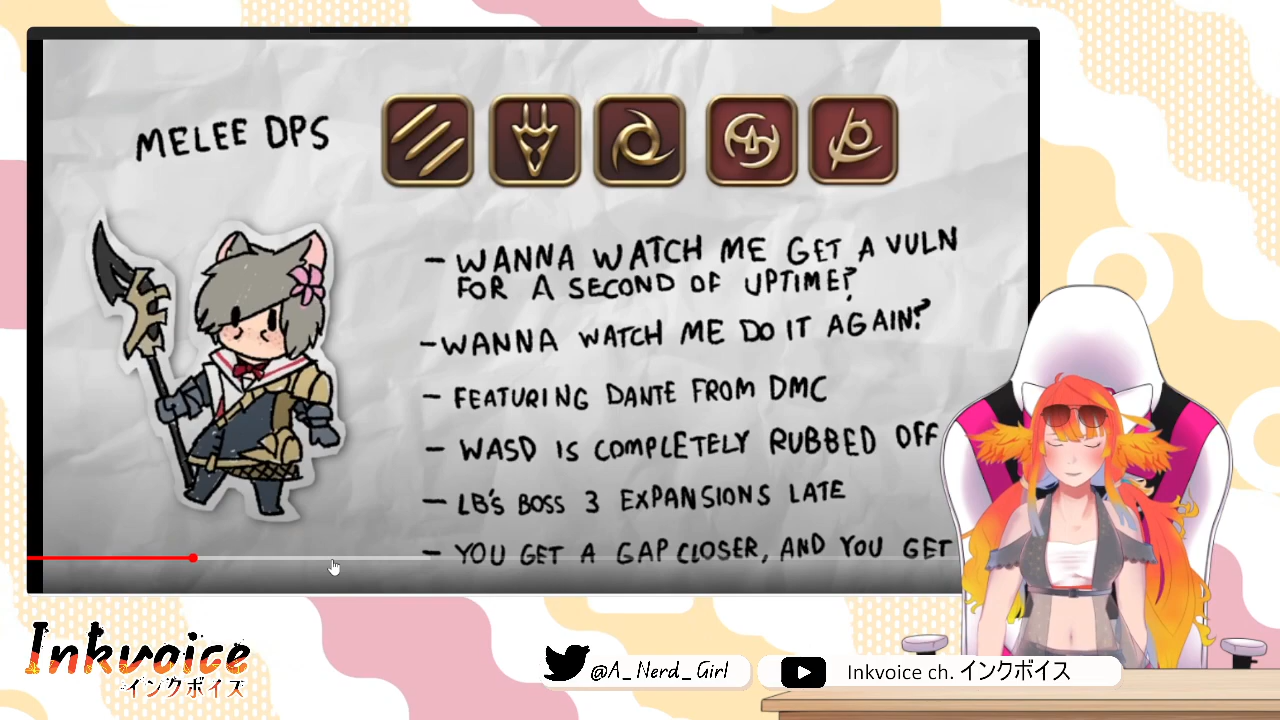 MELEE DPS
- WANNA WATCH ME GET A VULN
FOR A SECOND OF UPTIME?
- WANNA WATCH ME DO IT AGAIN?
- FEATURING DANTE FROM DMC
- WASD IS COMPLETELY RUBBED OFF
- LB'S BOSS 3 EXPANSIONS LATE
- YOU GET A GAP CLOSER, AND YOU GET
Inkvoice
インクボイス
@A_Nerd_Girl
Inkvoice ch. インクボイス